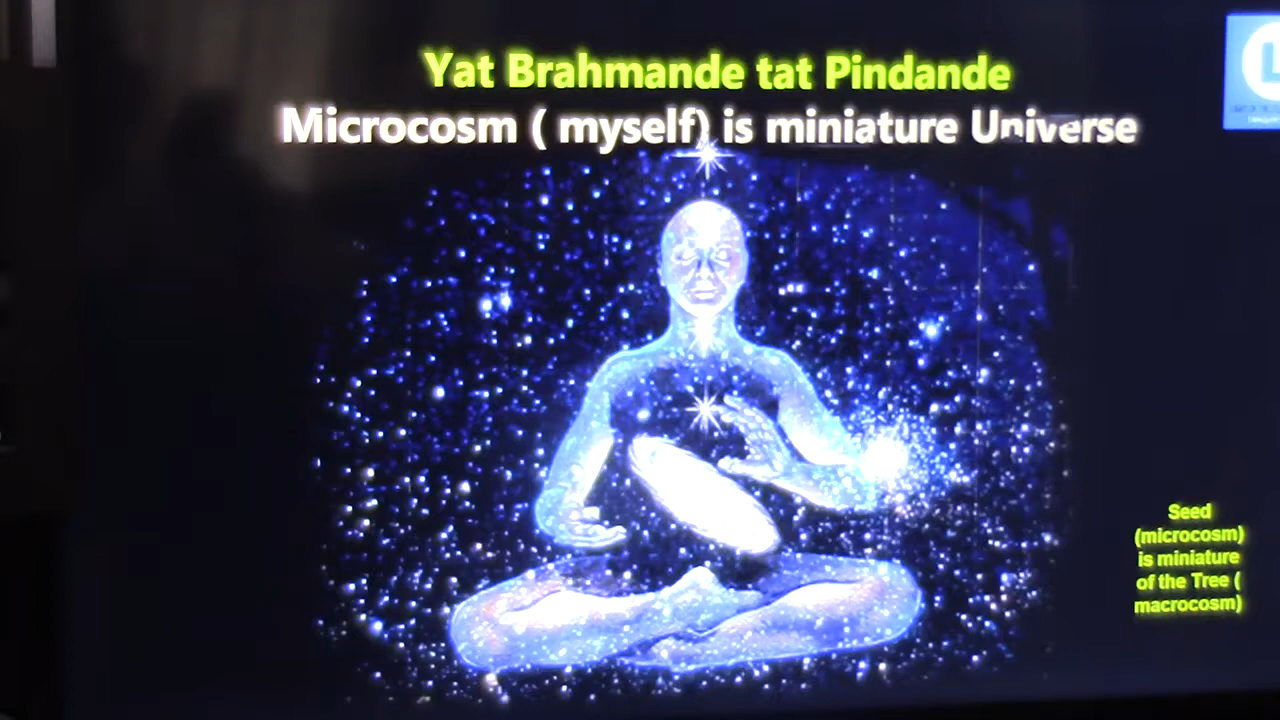 Yat Brahmande tat Pindande
Microcosm ( myself) is miniature Universe
Seed
(microcosm)
is miniature
of the Tree (
macrocosm)